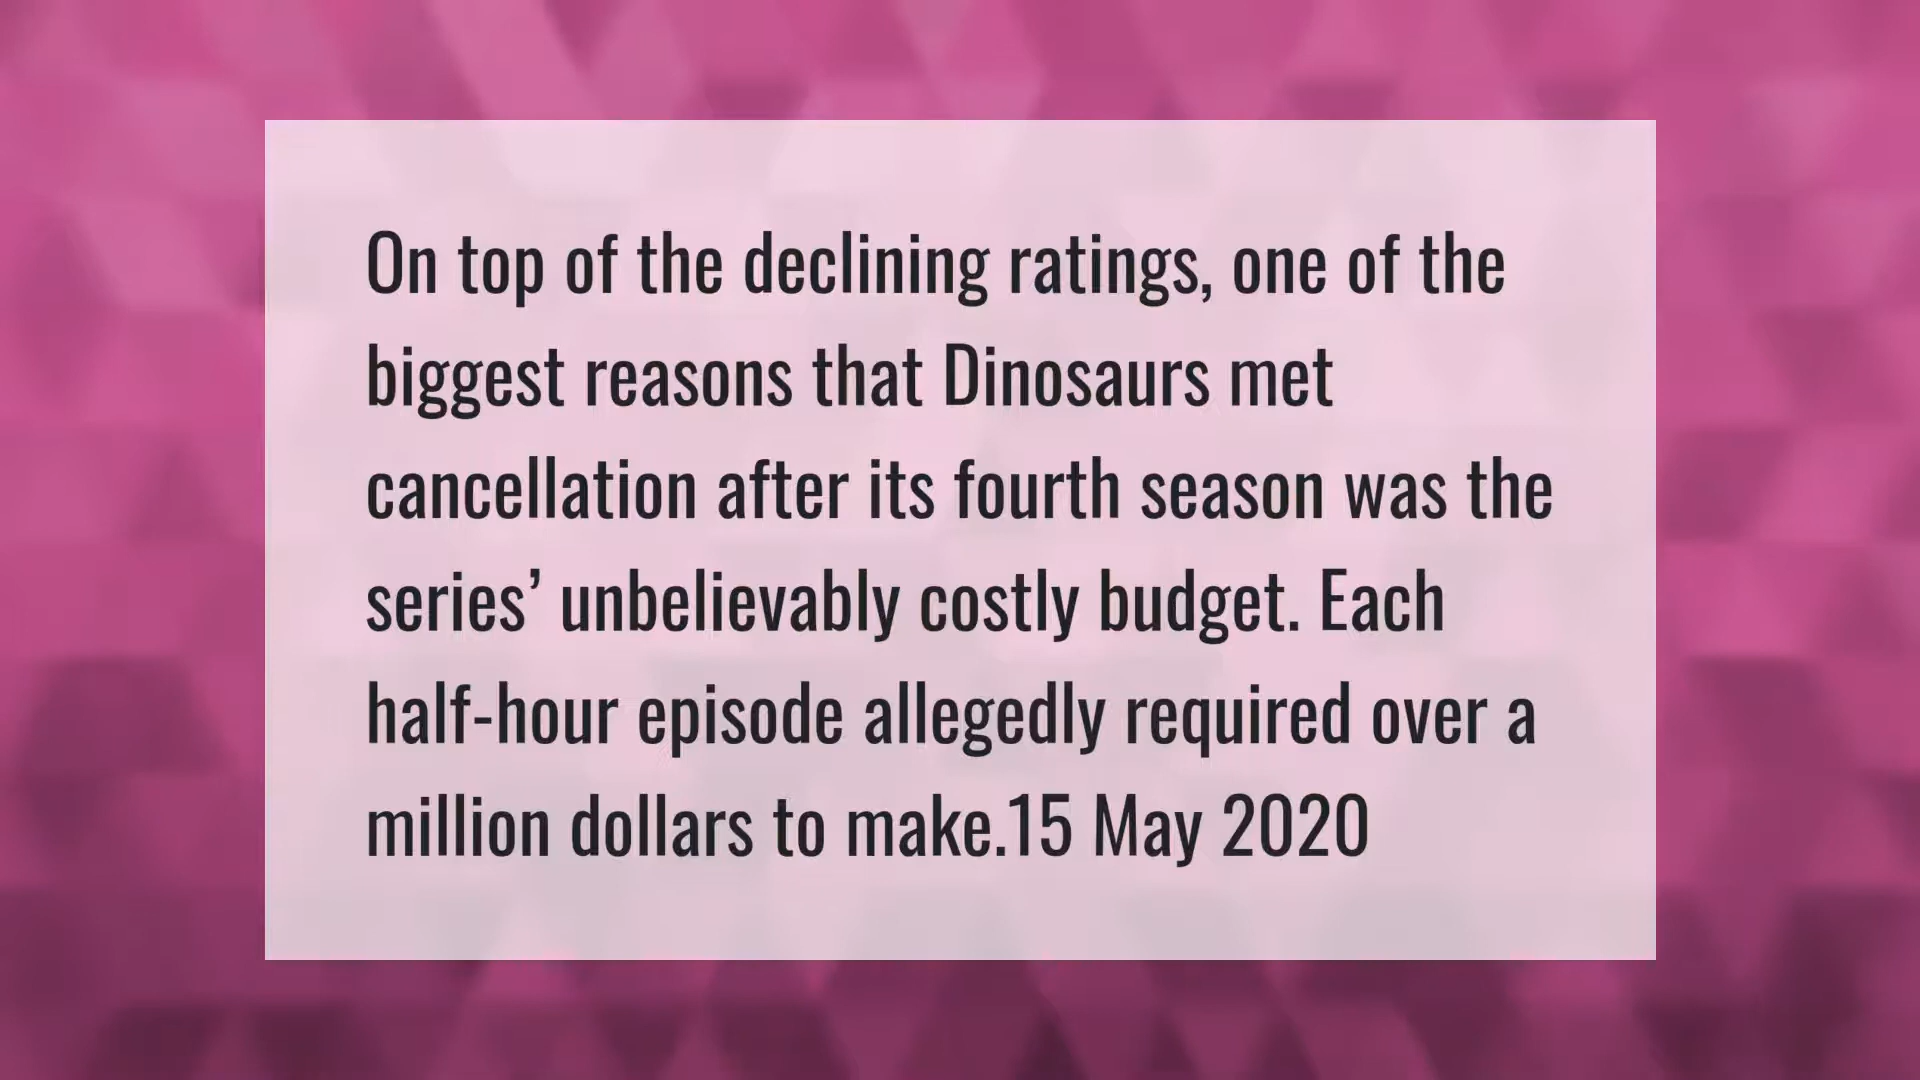 On top of the declining ratings, one of the
biggest reasons that Dinosaurs met
cancellation after its fourth season was the
series’ unbelievably costly budget. Each
half-hour episode allegedly required over a
million dollars to make.15 May 2020